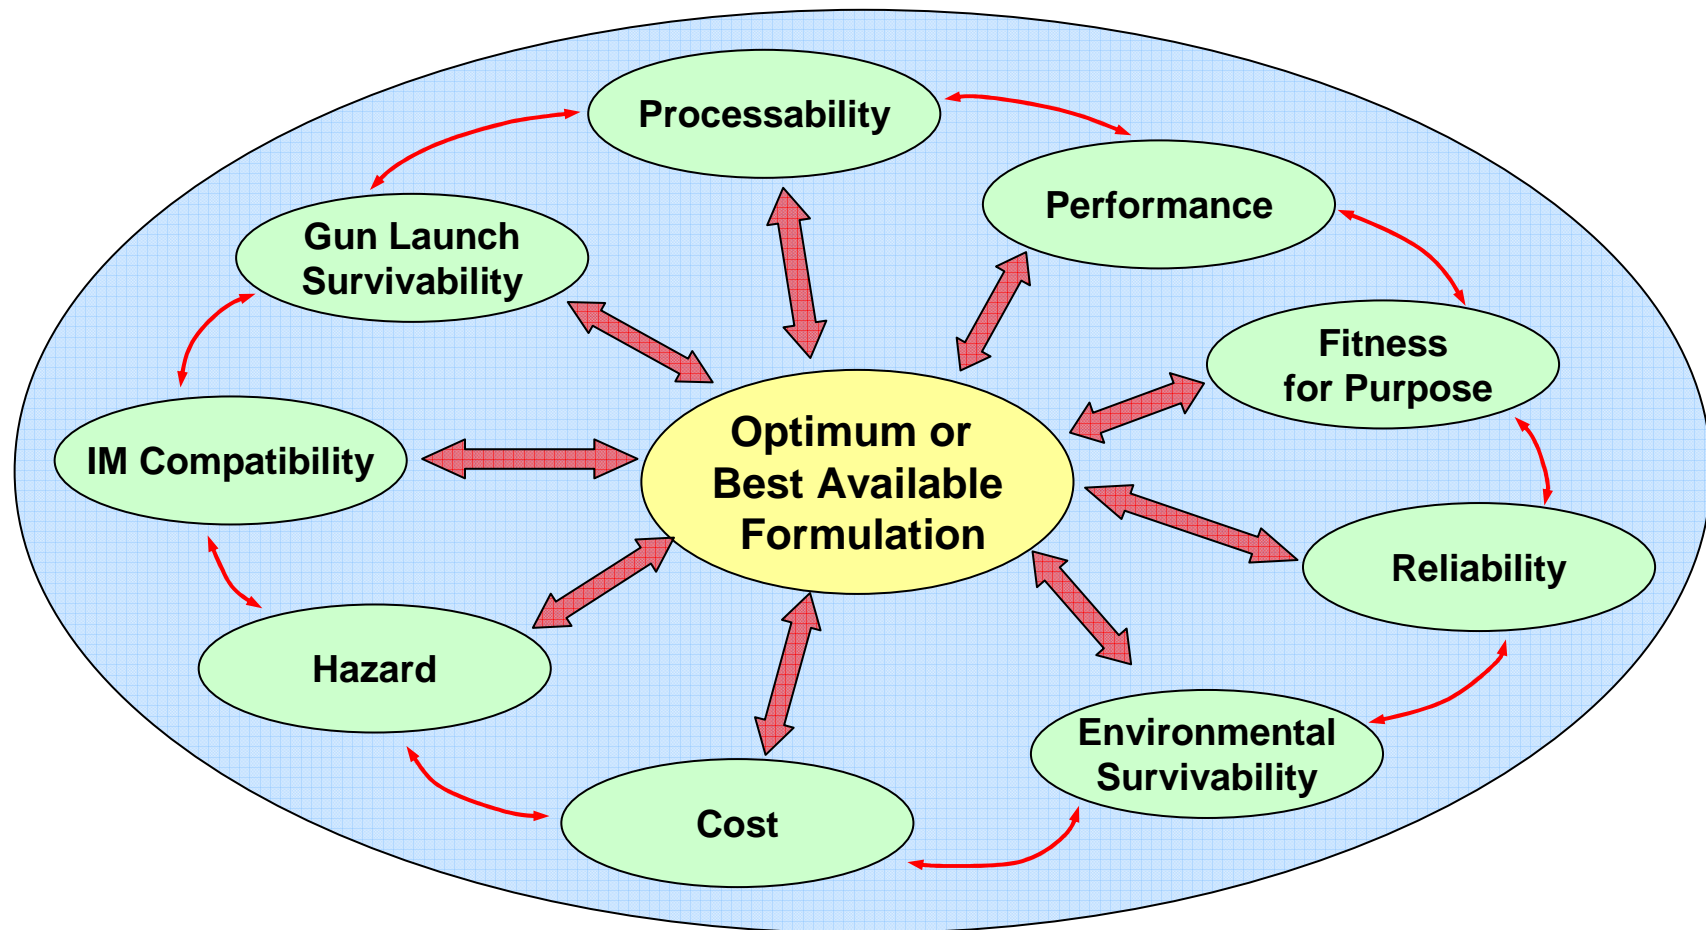 Processability
Performance
Gun Launch
Survivability
Fitness
for Purpose
IM Compatibility
Optimum or
Best Available
Formulation
Reliability
Hazard
Environmental
Survivability
Cost